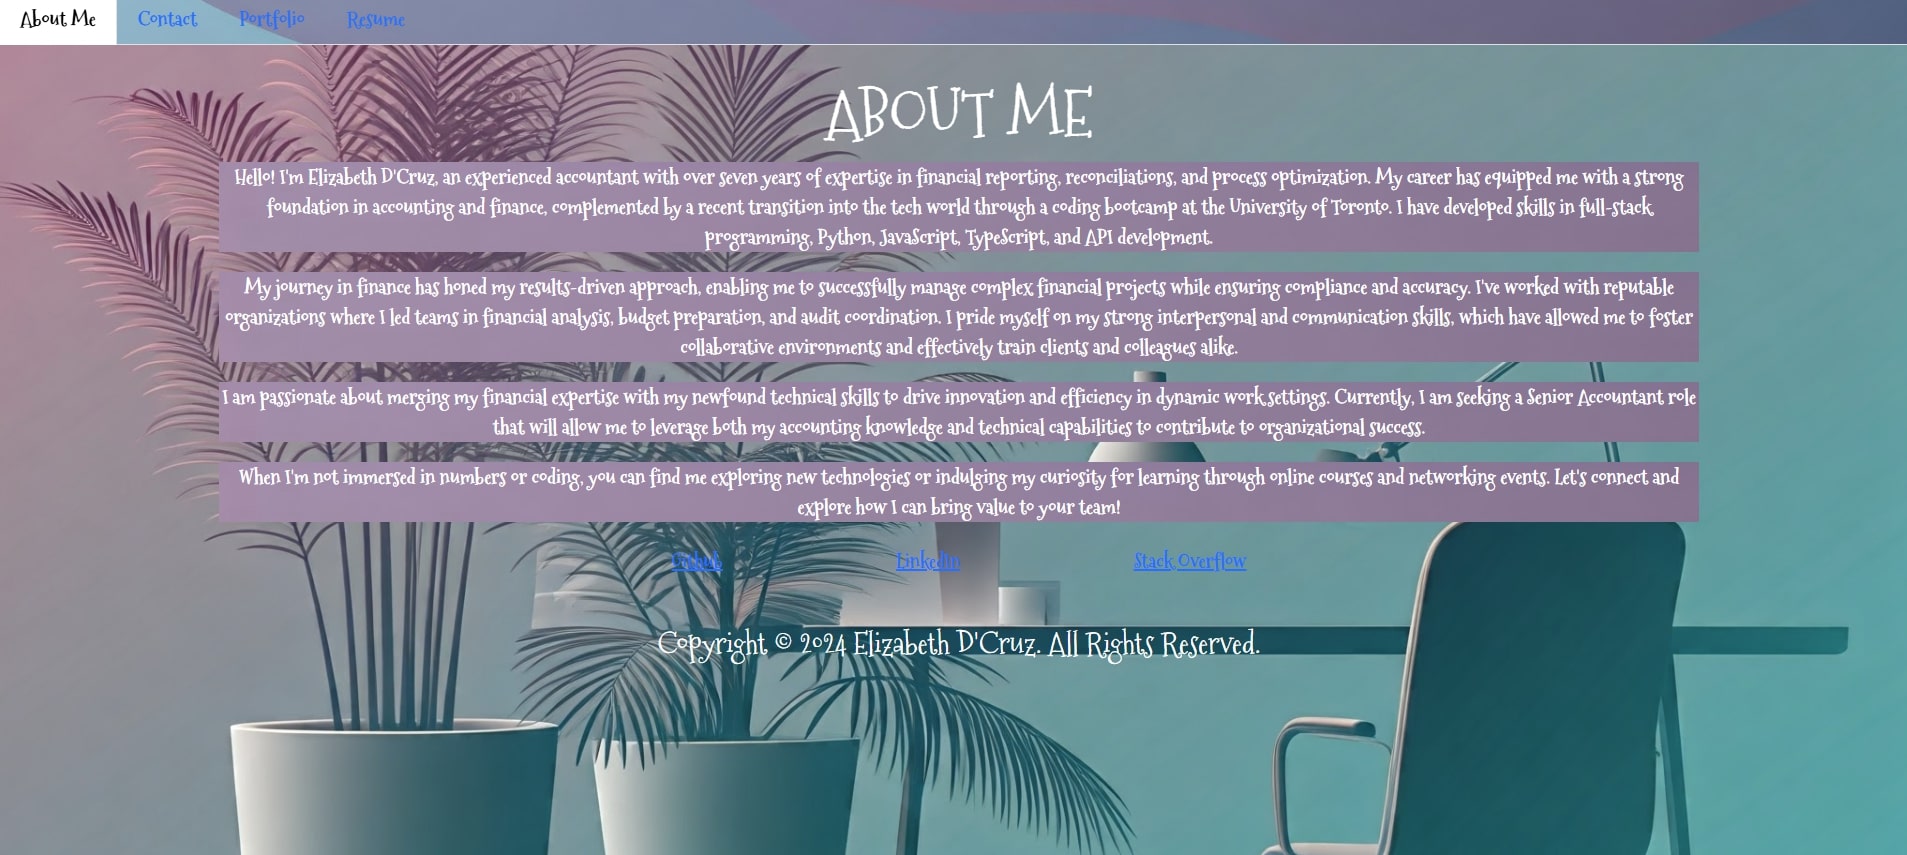 About Me Contact Portfolio Resume
ABOUT ME
Hello! I'm Elizabeth D'Cruz, an experienced accountant with over seven years of expertise in financial reporting, reconciliations, and process optimization. My career has equipped me with a strong
foundation in accounting and finance, complemented by a recent transition into the tech world through a coding bootcamp at the University of Toronto. I have developed skills in full-stack
programming, Python, JavaScript, TypeScript, and API development.
My journey in finance has honed my results-driven approach, enabling me to successfully manage complex financial projects while ensuring compliance and accuracy. I've worked with reputable
organizations where I led teams in financial analysis, budget preparation, and audit coordination. I pride myself on my strong interpersonal and communication skills, which have allowed me to foster
collaborative environments and effectively train clients and colleagues alike.
I am passionate about merging my financial expertise with my newfound technical skills to drive innovation and efficiency in dynamic work settings. Currently, I am seeking a Senior Accountant role
that will allow me to leverage both my accounting knowledge and technical capabilities to contribute to organizational success.
When I'm not immersed in numbers or coding, you can find me exploring new technologies or indulging my curiosity for learning through online courses and networking events. Let's connect and
explore how I can bring value to your team!
Github LinkedIn Stack Overflow
Copyright © 2024 Elizabeth D'Cruz. All Rights Reserved.